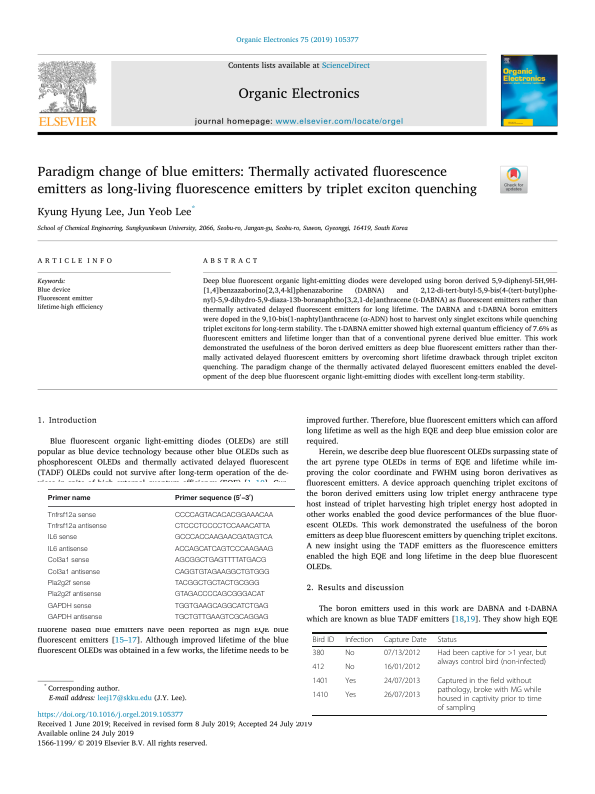 Organic Electronics 75 (2019) 105377
Contents lists available at ScienceDirect
Organic Electronics
journal homepage: www.elsevier.com/locate/orgel
ELSEVIER
Organic
Electronics
Paradigm change of blue emitters: Thermally activated fluorescence
emitters as long-living fluorescence emitters by triplet exciton quenching
Check for
updates
Kyung Hyung Lee, Jun Yeob Lee*
School of Chemical Engineering, Sungkyunkwan University, 2066, Seobu-ro, Jangan-gu, Seobu-ro, Suwon, Gyeonggi, 16419, South Korea
ARTICLE INFO
Keywords:
Blue device
Fluorescent emitter
lifetime·high efficiency
ABSTRACT
Deep blue fluorescent organic light-emitting diodes were developed using boron derived 5,9-diphenyl-5H,9H-
[1,4]benzazaborino[2,3,4-kl]phenazaborine (DABNA) and 2,12-di-tert-butyl-5,9-bis(4-(tert-butyl)phe-
nyl)-5,9-dihydro-5,9-diaza-13b-boranaphtho[3,2,1-de]anthracene (t-DABNA) as fluorescent emitters rather than
thermally activated delayed fluorescent emitters for long lifetime. The DABNA and t-DABNA boron emitters
were doped in the 9,10-bis(1-naphtyl)anthracene (α-ADN) host to harvest only singlet excitons while quenching
triplet excitons for long-term stability. The t-DABNA emitter showed high external quantum efficiency of 7.6% as
fluorescent emitters and lifetime longer than that of a conventional pyrene derived blue emitter. This work
demonstrated the usefulness of the boron derived emitters as deep blue fluorescent emitters rather than ther-
mally activated delayed fluorescent emitters by overcoming short lifetime drawback through triplet exciton
quenching. The paradigm change of the thermally activated delayed fluorescent emitters enabled the devel-
opment of the deep blue fluorescent organic light-emitting diodes with excellent long-term stability.
1. Introduction
Blue fluorescent organic light-emitting diodes (OLEDs) are still
popular as blue device technology because other blue OLEDs such as
phosphorescent OLEDs and thermally activated delayed fluorescent
(TADF) OLEDs could not survive after long-term operation of the de-
Primer name Primer sequence (5′–3′)
Tnfrsf12a sense CCCCAGTACACACGGAAACAA
Tnfrsf12a antisense CTCCCTCCCCTCCAAACATTA
IL6 sense GCCCACCAAGAACGATAGTCA
IL6 antisense ACCAGCATCAGTCCCAAGAAG
Col3a1 sense AGCGGCTGAGTTTTATGACG
Col3a1 antisense CAGGTGTAGAAGGCTGTGGG
Pla2g2f sense TACGGCTGCTACTGCGGG
Pla2g2f antisense GTAGACCCCAGCGGGACAT
GAPDH sense TGGTGAAGCAGGCATCTGAG
GAPDH antisense TGCTGTTGAAGTCGCAGGAG
fluorene based blue emitters have been reported as high EQE blue
fluorescent emitters [15–17]. Although improved lifetime of the blue
fluorescent OLEDs was obtained in a few works, the lifetime needs to be
improved further. Therefore, blue fluorescent emitters which can afford
long lifetime as well as the high EQE and deep blue emission color are
required.
Herein, we describe deep blue fluorescent OLEDs surpassing state of
the art pyrene type OLEDs in terms of EQE and lifetime while im-
proving the color coordinate and FWHM using boron derivatives as
fluorescent emitters. A device approach quenching triplet excitons of
the boron derived emitters using low triplet energy anthracene type
host instead of triplet harvesting high triplet energy host adopted in
other works enabled the good device performances of the blue fluor-
escent OLEDs. This work demonstrated the usefulness of the boron
emitters as deep blue fluorescent emitters by quenching triplet excitons.
A new insight using the TADF emitters as the fluorescence emitters
enabled the high EQE and long lifetime in the deep blue fluorescent
OLEDs.
2. Results and discussion
The boron emitters used in this work are DABNA and t-DABNA
which are known as blue TADF emitters [18,19]. They show high EQE
Bird ID Infection Capture Date Status
380 No 07/13/2012 Had been captive for >1 year, but
always control bird (non-infected)
412 No 16/01/2012
1401 Yes 24/07/2013 Captured in the field without
pathology, broke with MG while
1410 Yes 26/07/2013 housed in captivity prior to time
of sampling
* Corresponding author.
E-mail address: leej17@skku.edu (J.Y. Lee).
https://doi.org/10.1016/j.orgel.2019.105377
Received 1 June 2019; Received in revised form 8 July 2019; Accepted 24 July 2019
Available online 24 July 2019
1566-1199/ © 2019 Elsevier B.V. All rights reserved.